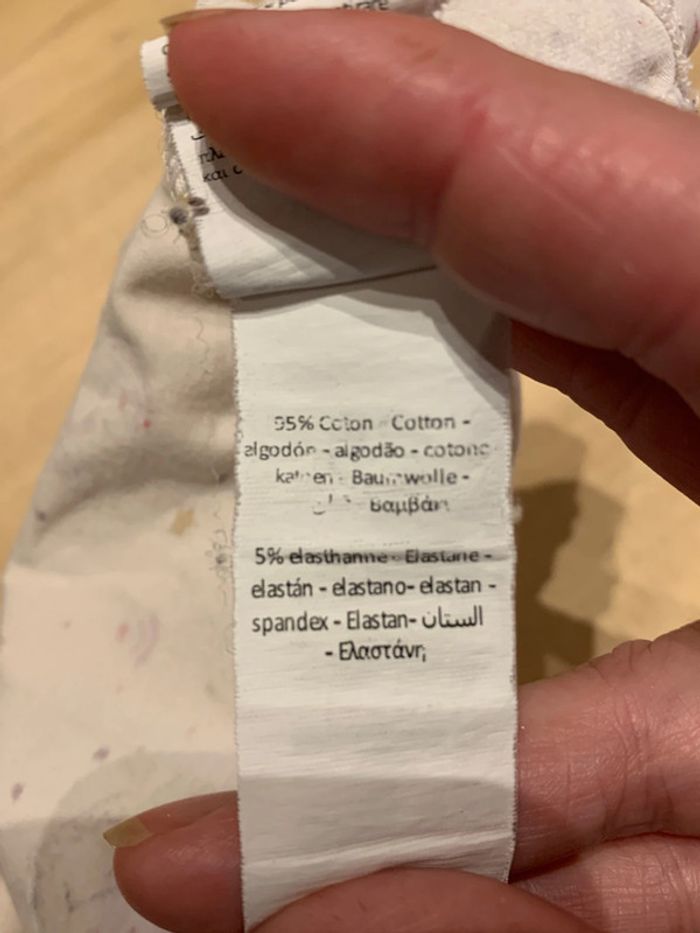 και
95% Coton - Cotton -
algodón - algodão - cotone
katoen - Baumwolle -
βαμβάκι
5% elasthanne - Elastane -
elastán - elastano- elastan -
spandex - Elastan- الستان
- Ελαστάνη